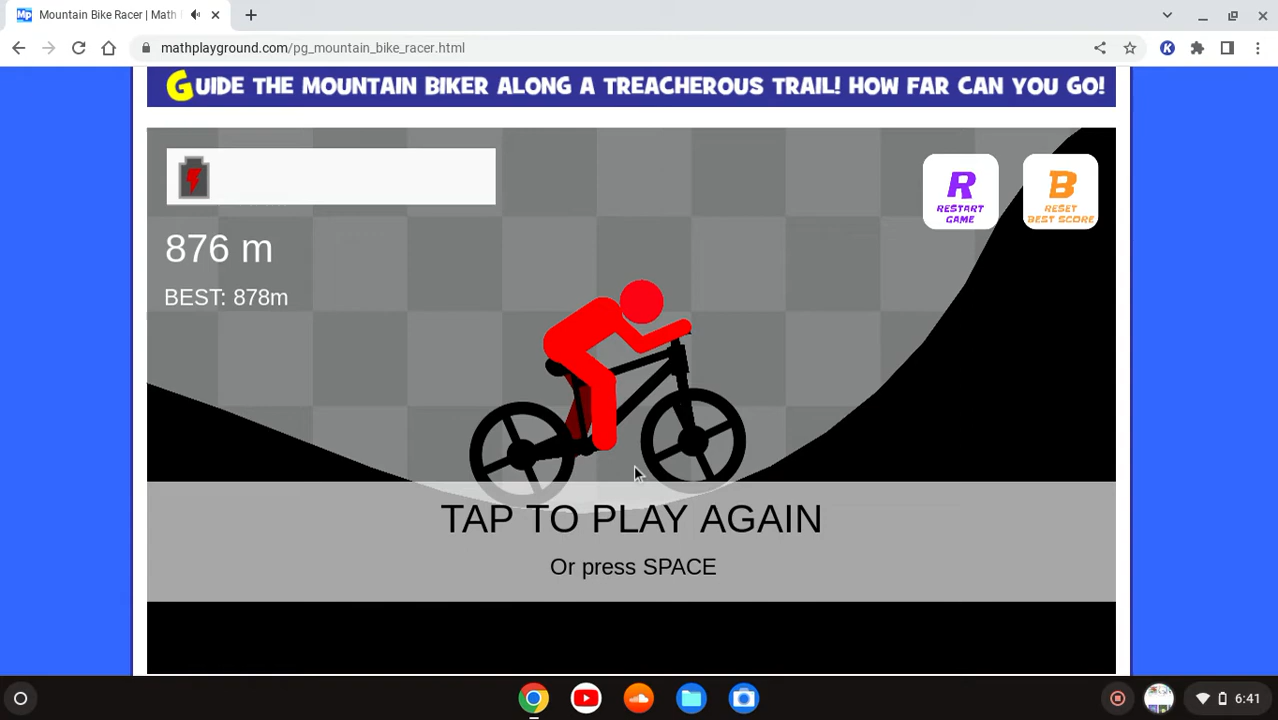 Mp Mountain Bike Racer | Math
mathplayground.com/pg_mountain_bike_racer.html
K
GUIDE THE MOUNTAIN BIKER ALONG A TREACHEROUS TRAIL! HOW FAR CAN YOU GO!
R
RESTART
GAME
B
RESET
BEST SCORE
876 m
BEST: 878m
TAP TO PLAY AGAIN
Or press SPACE
6:41